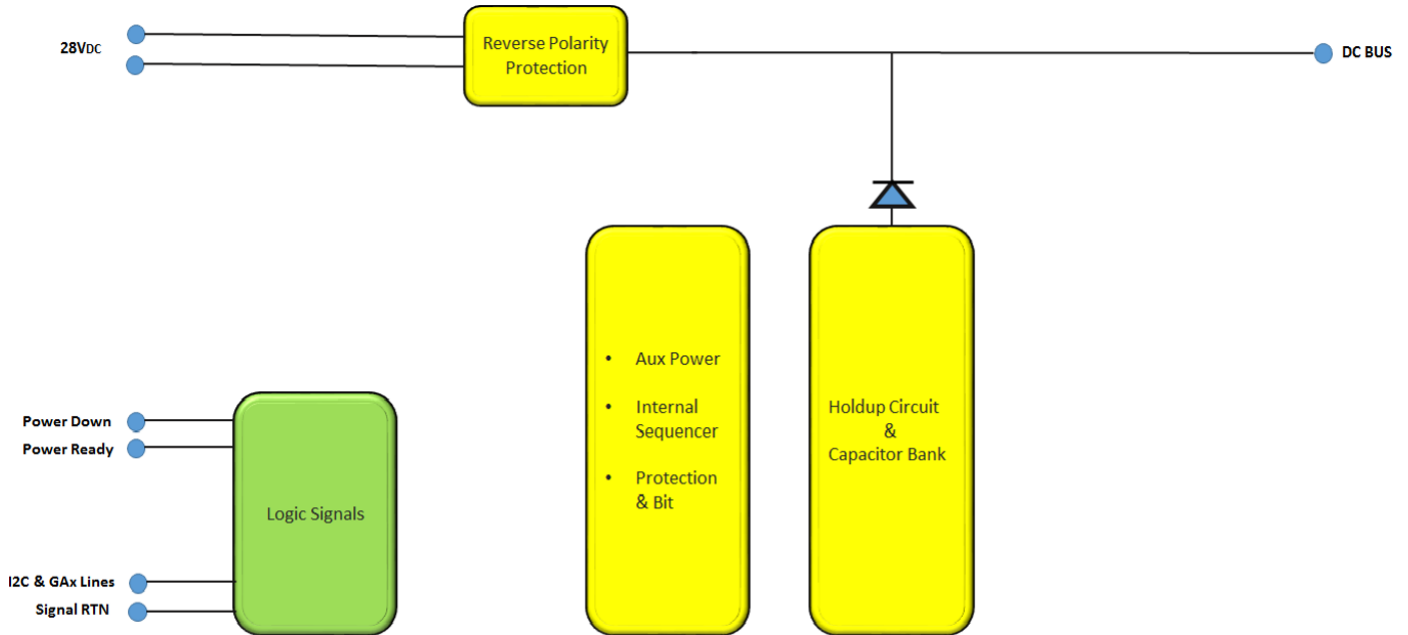 28VDC
Reverse Polarity
Protection
DC BUS
• Aux Power
• Internal
Sequencer
• Protection
& Bit
Holdup Circuit
&
Capacitor Bank
Power Down
Power Ready
Logic Signals
I2C & GAx Lines
Signal RTN